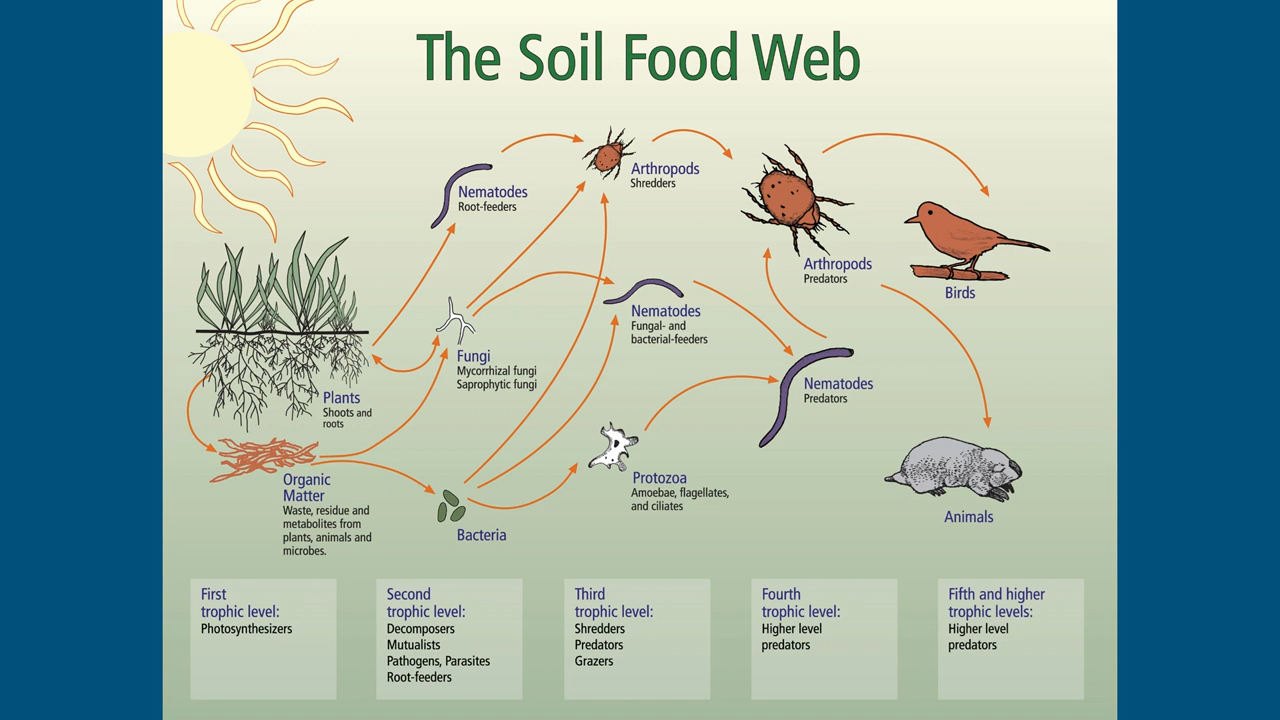 The Soil Food Web
Nematodes
Root-feeders
Arthropods
Shredders
Arthropods
Predators
Birds
Nematodes
Fungal- and
bacterial-feeders
Fungi
Mycorrhizal fungi
Saprophytic fungi
Nematodes
Predators
Plants
Shoots and
roots
Organic
Matter
Waste, residue and
metabolites from
plants, animals and
microbes.
Bacteria
Protozoa
Amoebae, flagellates,
and ciliates
Animals
First
trophic level:
Photosynthesizers
Second
trophic level:
Decomposers
Mutualists
Pathogens, Parasites
Root-feeders
Third
trophic level:
Shredders
Predators
Grazers
Fourth
trophic level:
Higher level
predators
Fifth and higher
trophic levels:
Higher level
predators